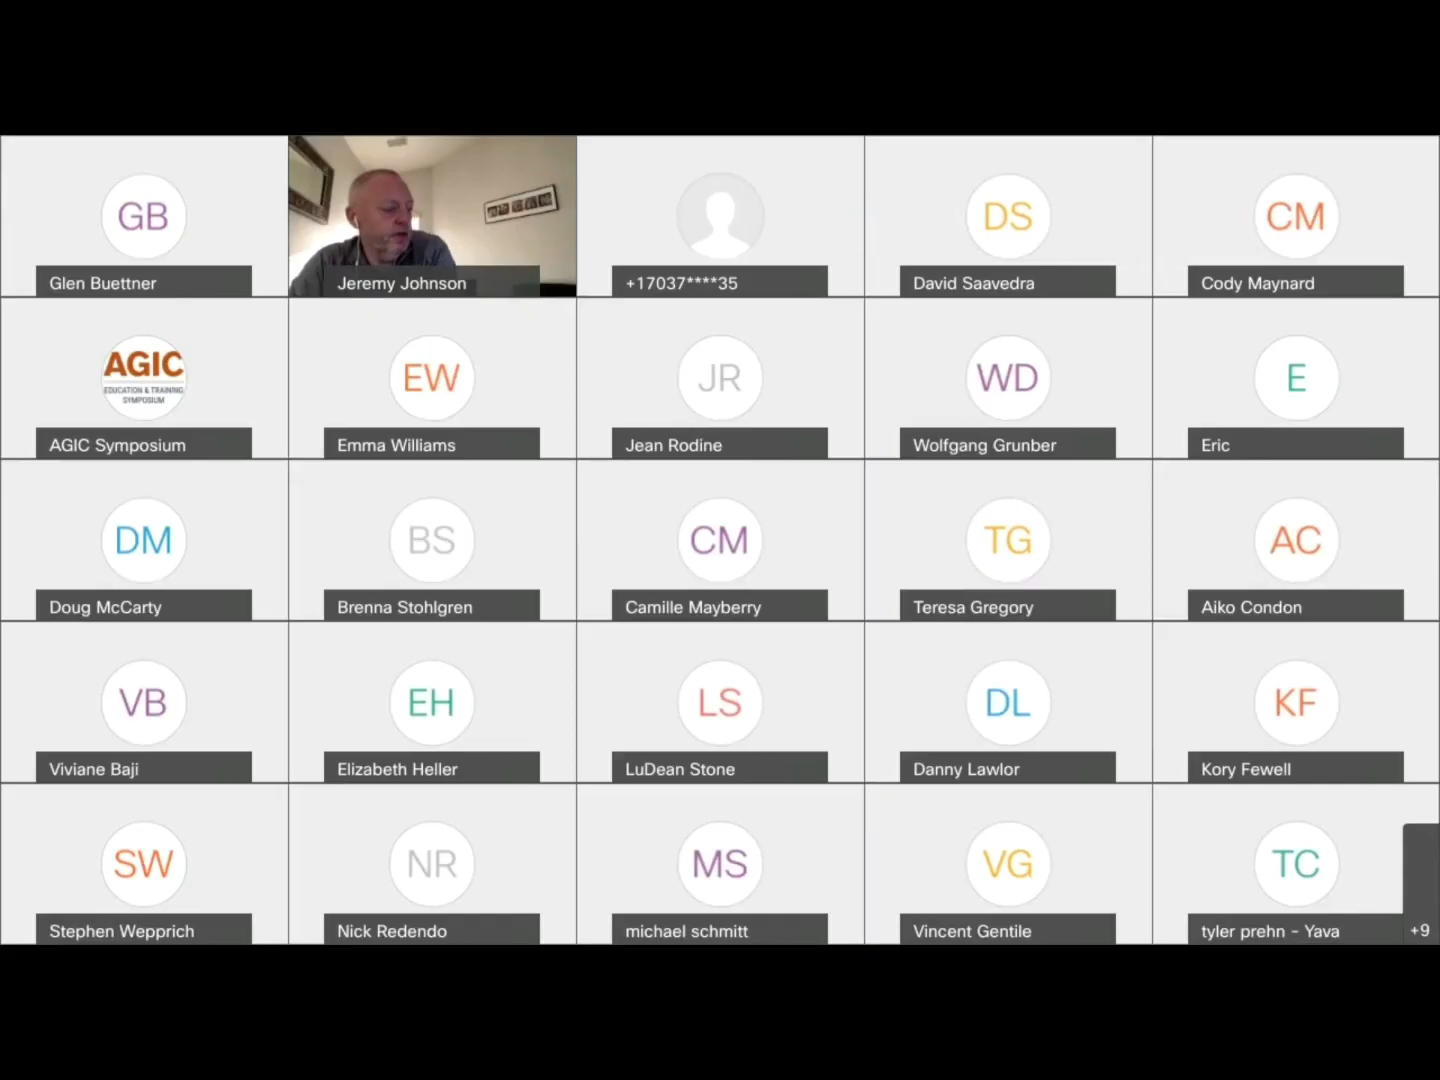 GB
Glen Buettner
Jeremy Johnson
+17037****35
DS
David Saavedra
CM
Cody Maynard
AGIC
EDUCATION & TRAINING
SYMPOSIUM
AGIC Symposium
EW
Emma Williams
JR
Jean Rodine
WD
Wolfgang Grunber
E
Eric
DM
Doug McCarty
BS
Brenna Stohlgren
CM
Camille Mayberry
TG
Teresa Gregory
AC
Aiko Condon
VB
Viviane Baji
EH
Elizabeth Heller
LS
LuDean Stone
DL
Danny Lawlor
KF
Kory Fewell
SW
Stephen Wepprich
NR
Nick Redendo
MS
michael schmitt
VG
Vincent Gentile
TC
tyler prehn - Yava
+9